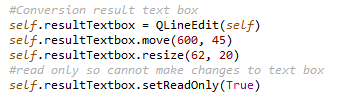 #Conversion result text box
self.resultTextbox = QLineEdit(self)
self.resultTextbox.move(600, 45)
self.resultTextbox.resize(62, 20)
#read only so cannot make changes to text box
self.resultTextbox.setReadOnly(True)